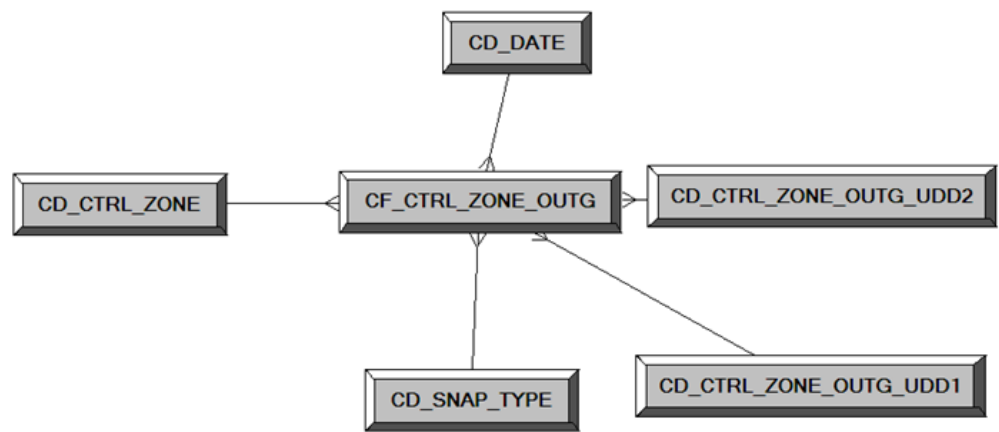 CD_DATE
CD_CTRL_ZONE
CF_CTRL_ZONE_OUTG
CD_CTRL_ZONE_OUTG_UDD2
CD_SNAP_TYPE
CD_CTRL_ZONE_OUTG_UDD1